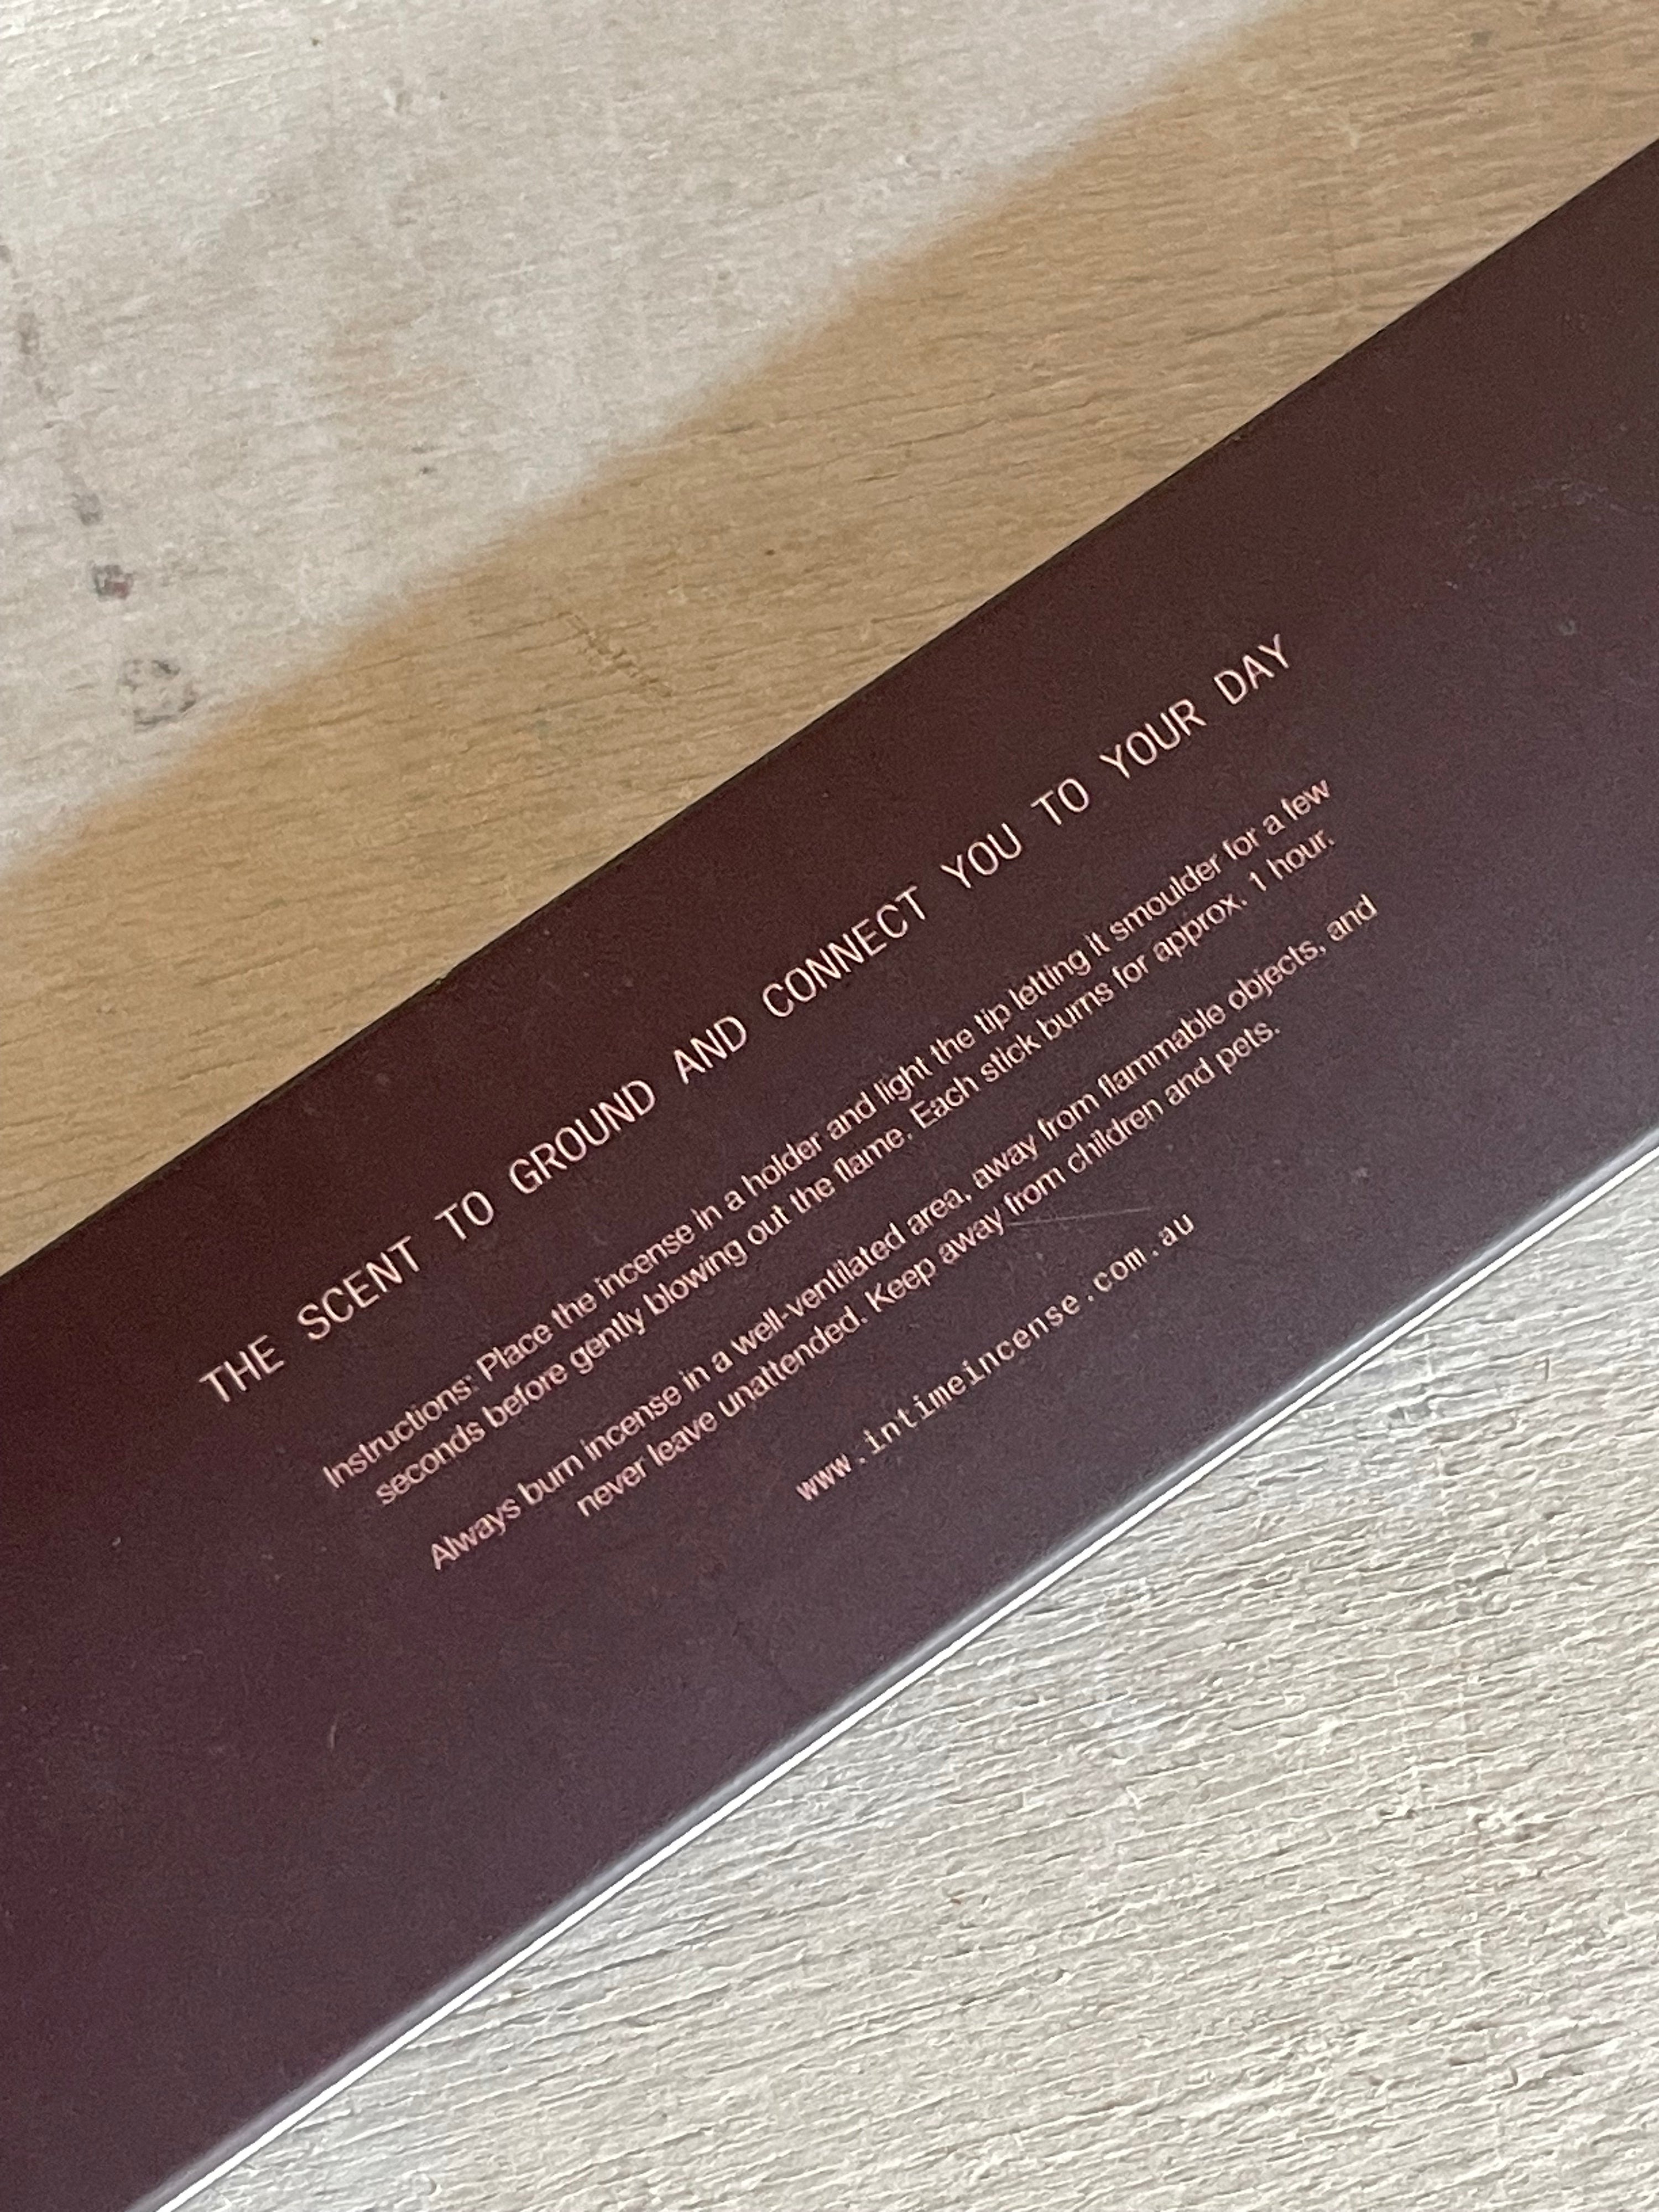 THE SCENT TO GROUND AND CONNECT YOU TO YOUR DAY
Instructions: Place the incense in a holder and light the tip letting it smoulder for a few
seconds before gently blowing out the flame. Each stick burns for approx. 1 hour.
Always burn incense in a well-ventilated area, away from flammable objects, and
never leave unattended. Keep away from children and pets.
www.intimeincense.com.au